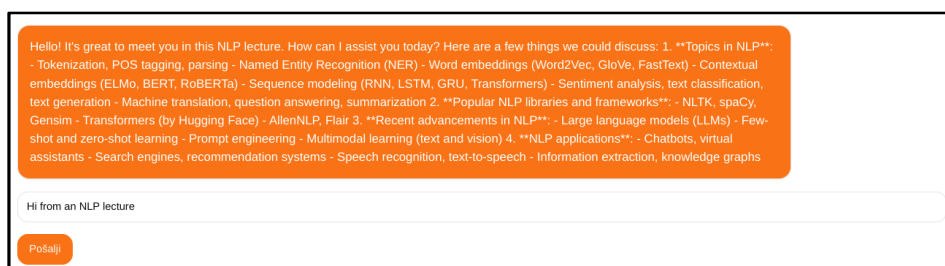 Hello! It's great to meet you in this NLP lecture. How can I assist you today? Here are a few things we could discuss: 1. **Topics in NLP**:
- Tokenization, POS tagging, parsing - Named Entity Recognition (NER) - Word embeddings (Word2Vec, GloVe, FastText) - Contextual
embeddings (ELMo, BERT, RoBERTa) - Sequence modeling (RNN, LSTM, GRU, Transformers) - Sentiment analysis, text classification,
text generation - Machine translation, question answering, summarization 2. **Popular NLP libraries and frameworks**: - NLTK, spaCy,
Gensim - Transformers (by Hugging Face) - AllenNLP, Flair 3. **Recent advancements in NLP**: - Large language models (LLMs) - Few-
shot and zero-shot learning - Prompt engineering - Multimodal learning (text and vision) 4. **NLP applications**: - Chatbots, virtual
assistants - Search engines, recommendation systems - Speech recognition, text-to-speech - Information extraction, knowledge graphs
Hi from an NLP lecture
Pošalji